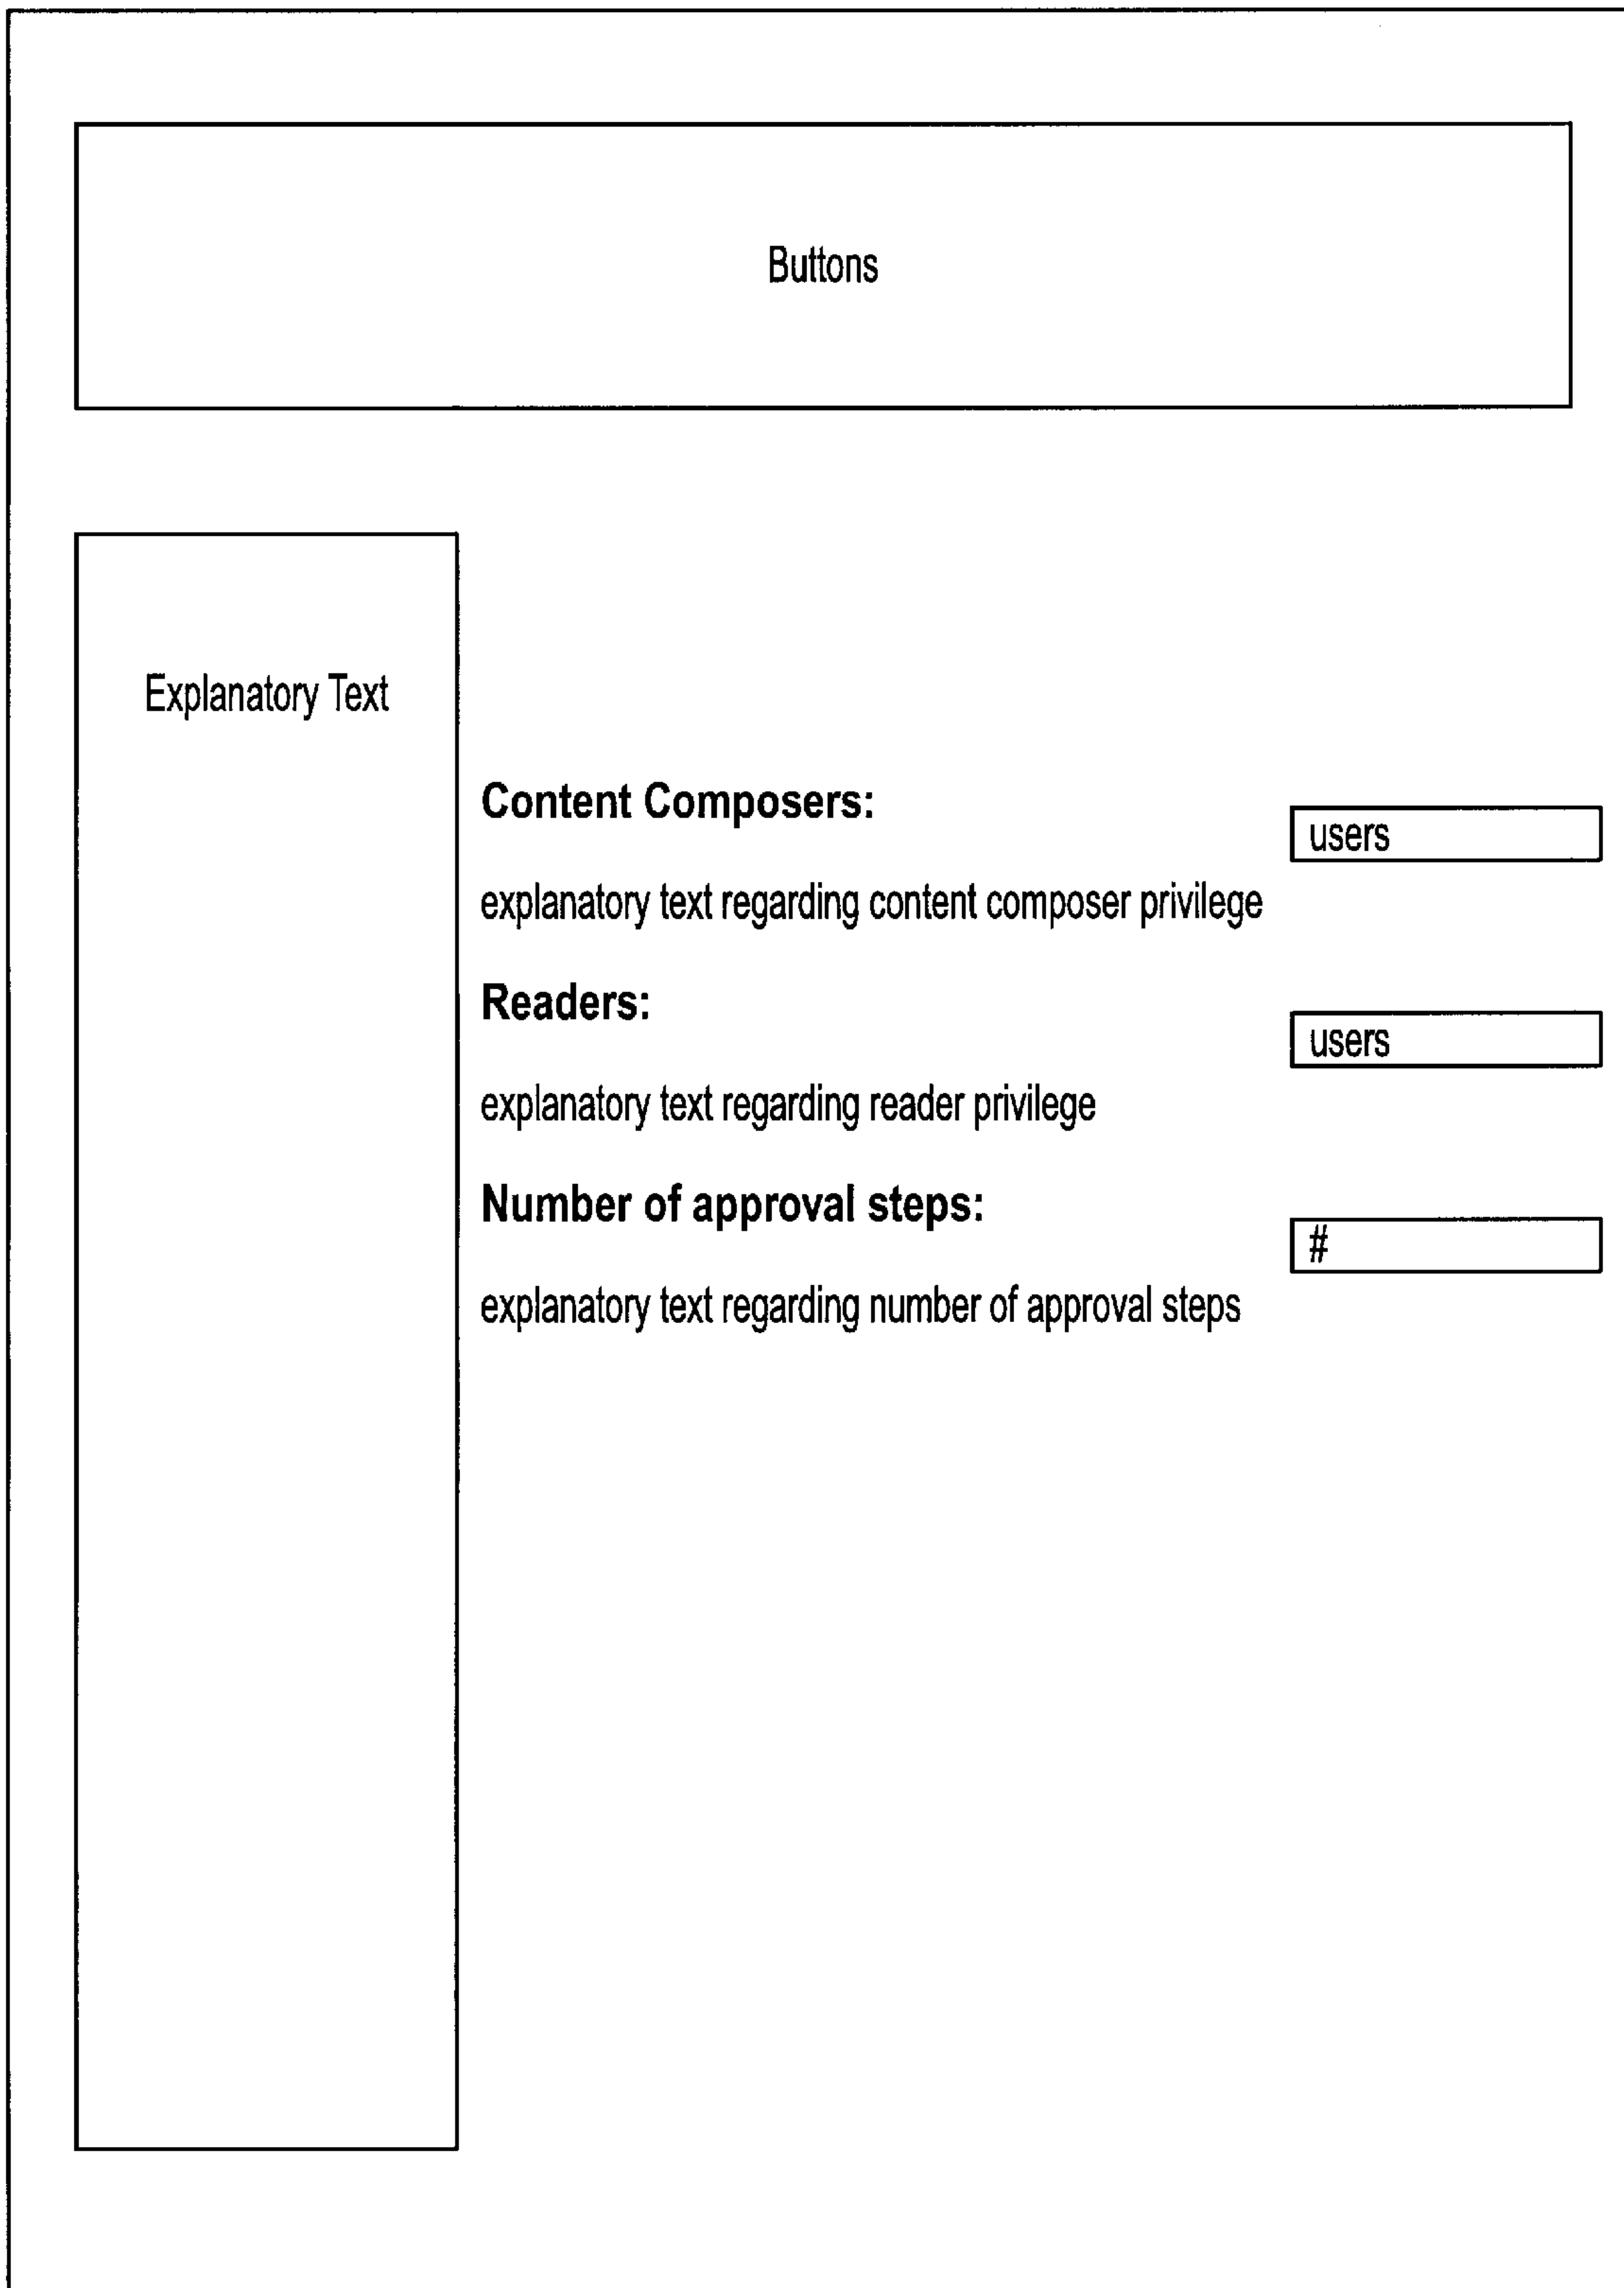 Buttons
Explanatory Text
Content Composers:
users
explanatory text regarding content composer privilege
Readers:
users
explanatory text regarding reader privilege
Number of approval steps:
#
explanatory text regarding number of approval steps